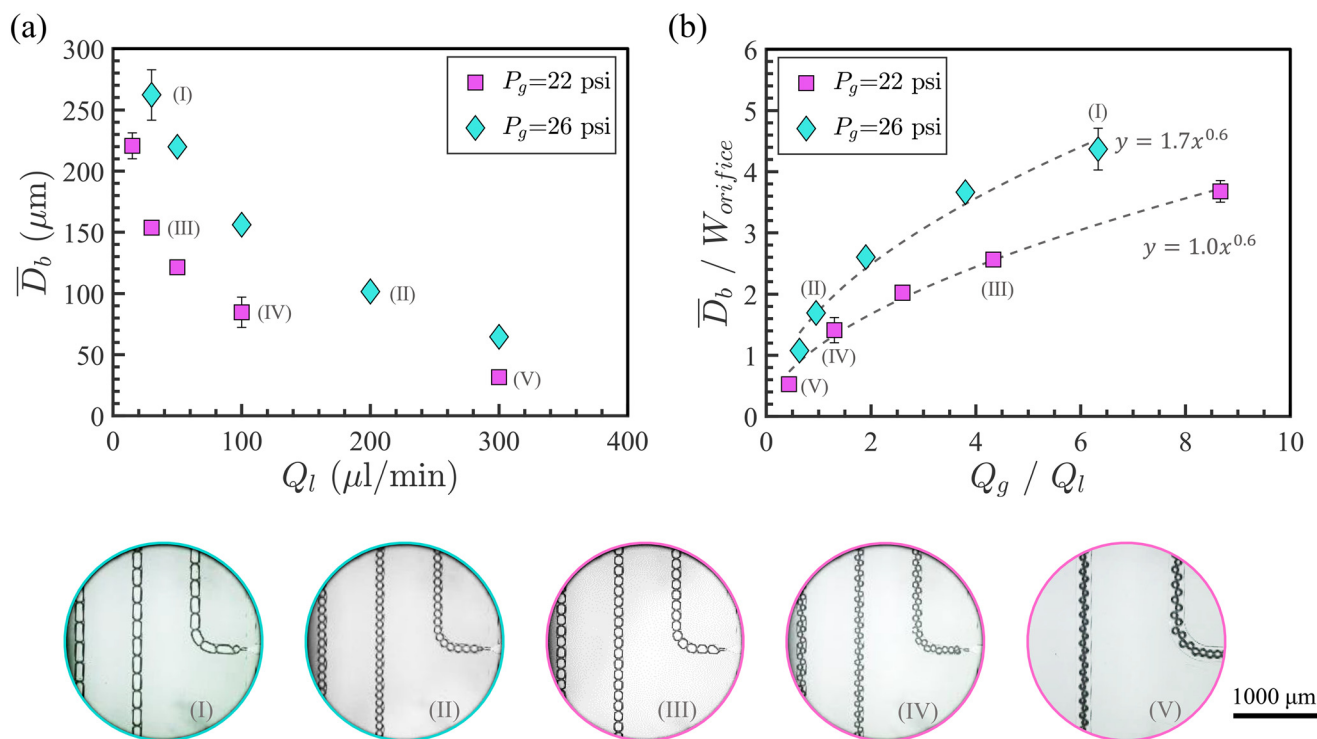 (a)
300
250
200
150
100
50
0
0 100 200 300 400
D̅_b (μm)
Q_l (μl/min)
P_g=22 psi
P_g=26 psi
(I)
(III)
(IV)
(II)
(V)
(b)
6
5
4
3
2
1
0
0 2 4 6 8 10
D̅_b / W_orifice
Q_g / Q_l
P_g=22 psi
P_g=26 psi
(I)
y = 1.7x^0.6
y = 1.0x^0.6
(II)
(III)
(IV)
(V)
(I)
(II)
(III)
(IV)
(V)
1000 μm